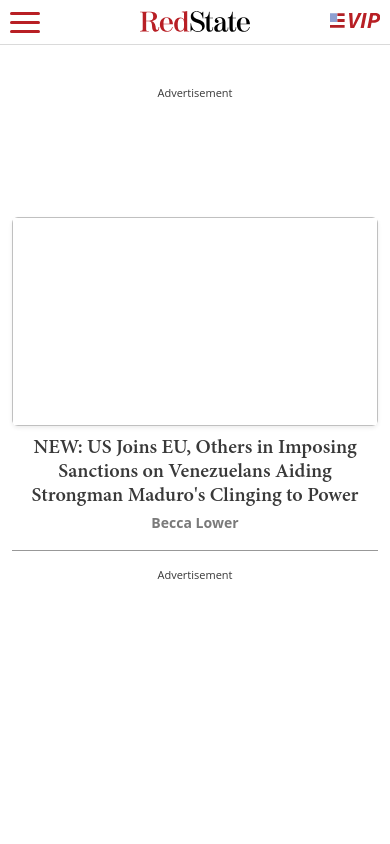 RedState
VIP
Advertisement
NEW: US Joins EU, Others in Imposing
Sanctions on Venezuelans Aiding
Strongman Maduro's Clinging to Power
Becca Lower
Advertisement